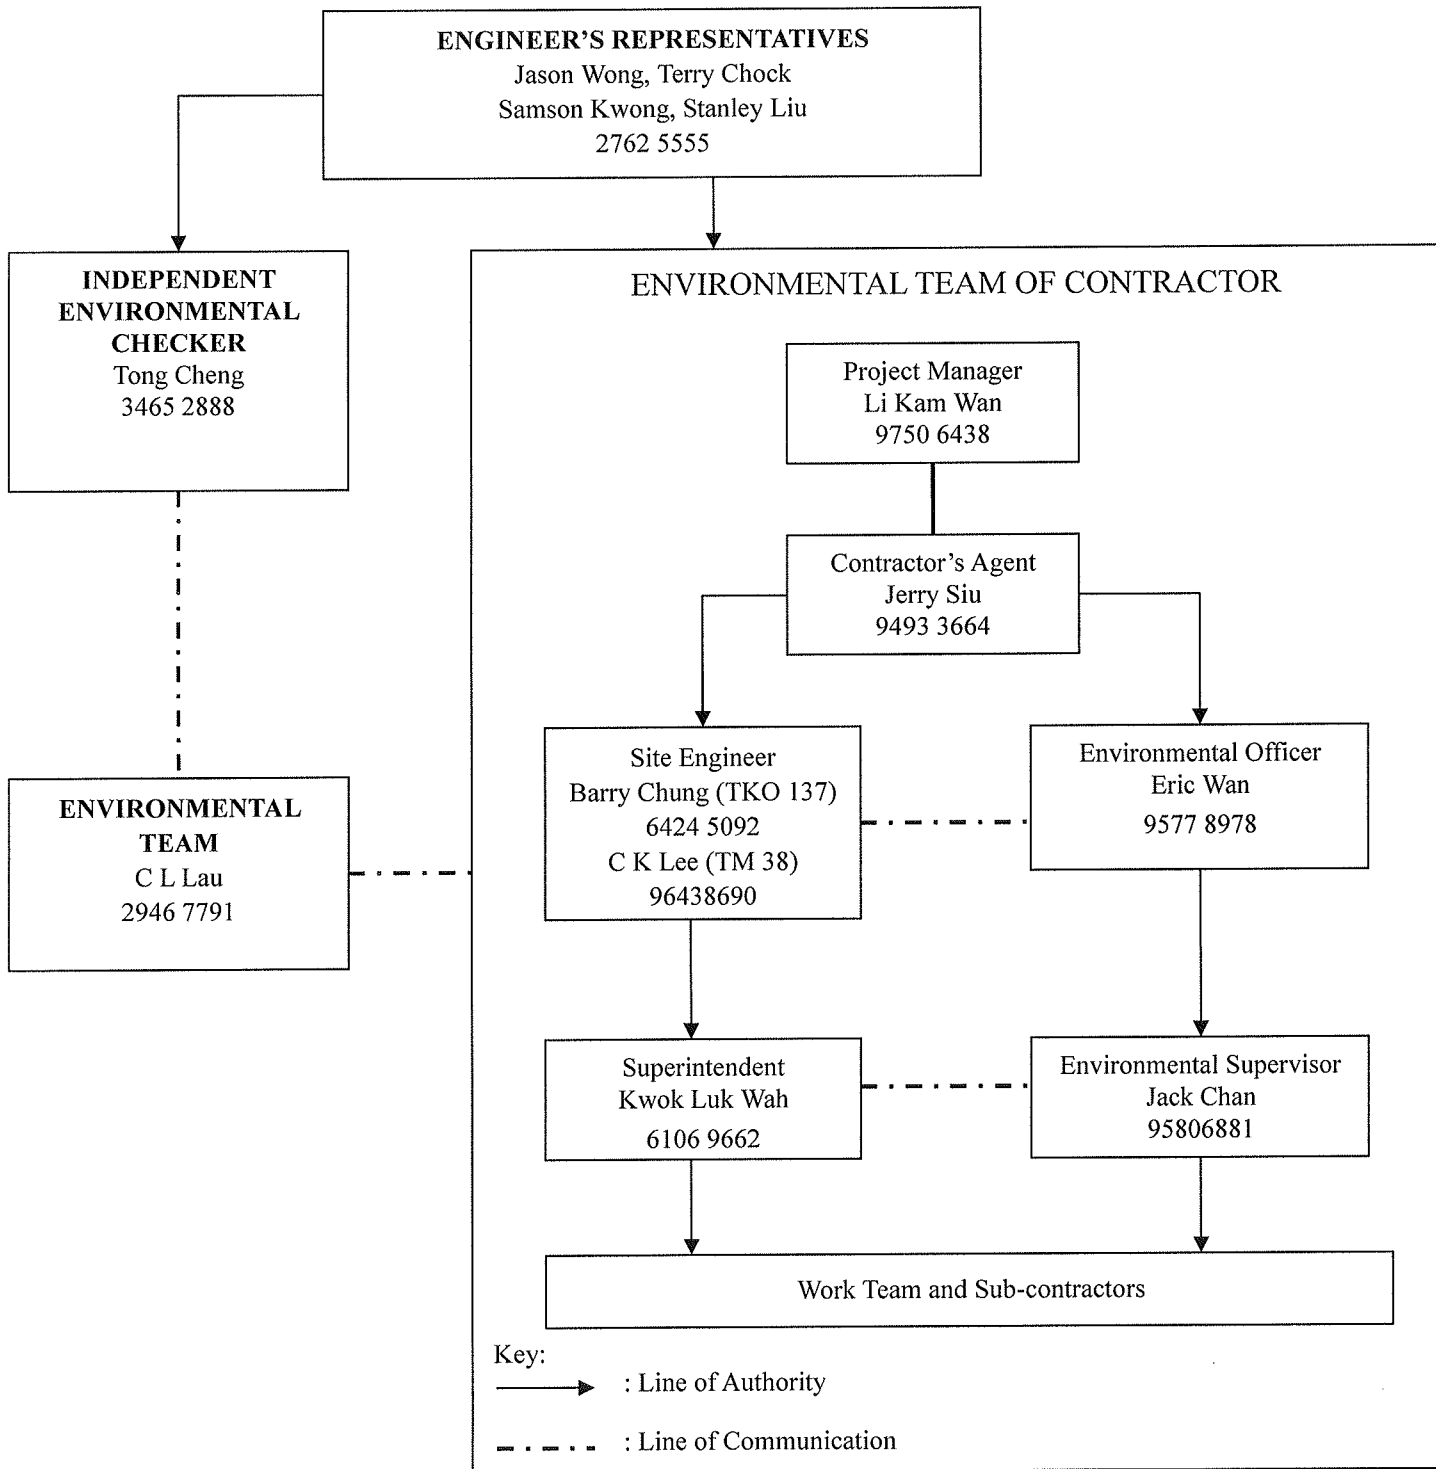 ENGINEER’S REPRESENTATIVES
Jason Wong, Terry Chock
Samson Kwong, Stanley Liu
2762 5555
INDEPENDENT
ENVIRONMENTAL
CHECKER
Tong Cheng
3465 2888
ENVIRONMENTAL TEAM OF CONTRACTOR
Project Manager
Li Kam Wan
9750 6438
Contractor’s Agent
Jerry Siu
9493 3664
Site Engineer
Barry Chung (TKO 137)
6424 5092
C K Lee (TM 38)
96438690
Environmental Officer
Eric Wan
9577 8978
ENVIRONMENTAL
TEAM
C L Lau
2946 7791
Superintendent
Kwok Luk Wah
6106 9662
Environmental Supervisor
Jack Chan
95806881
Work Team and Sub-contractors
Key:
: Line of Authority
: Line of Communication